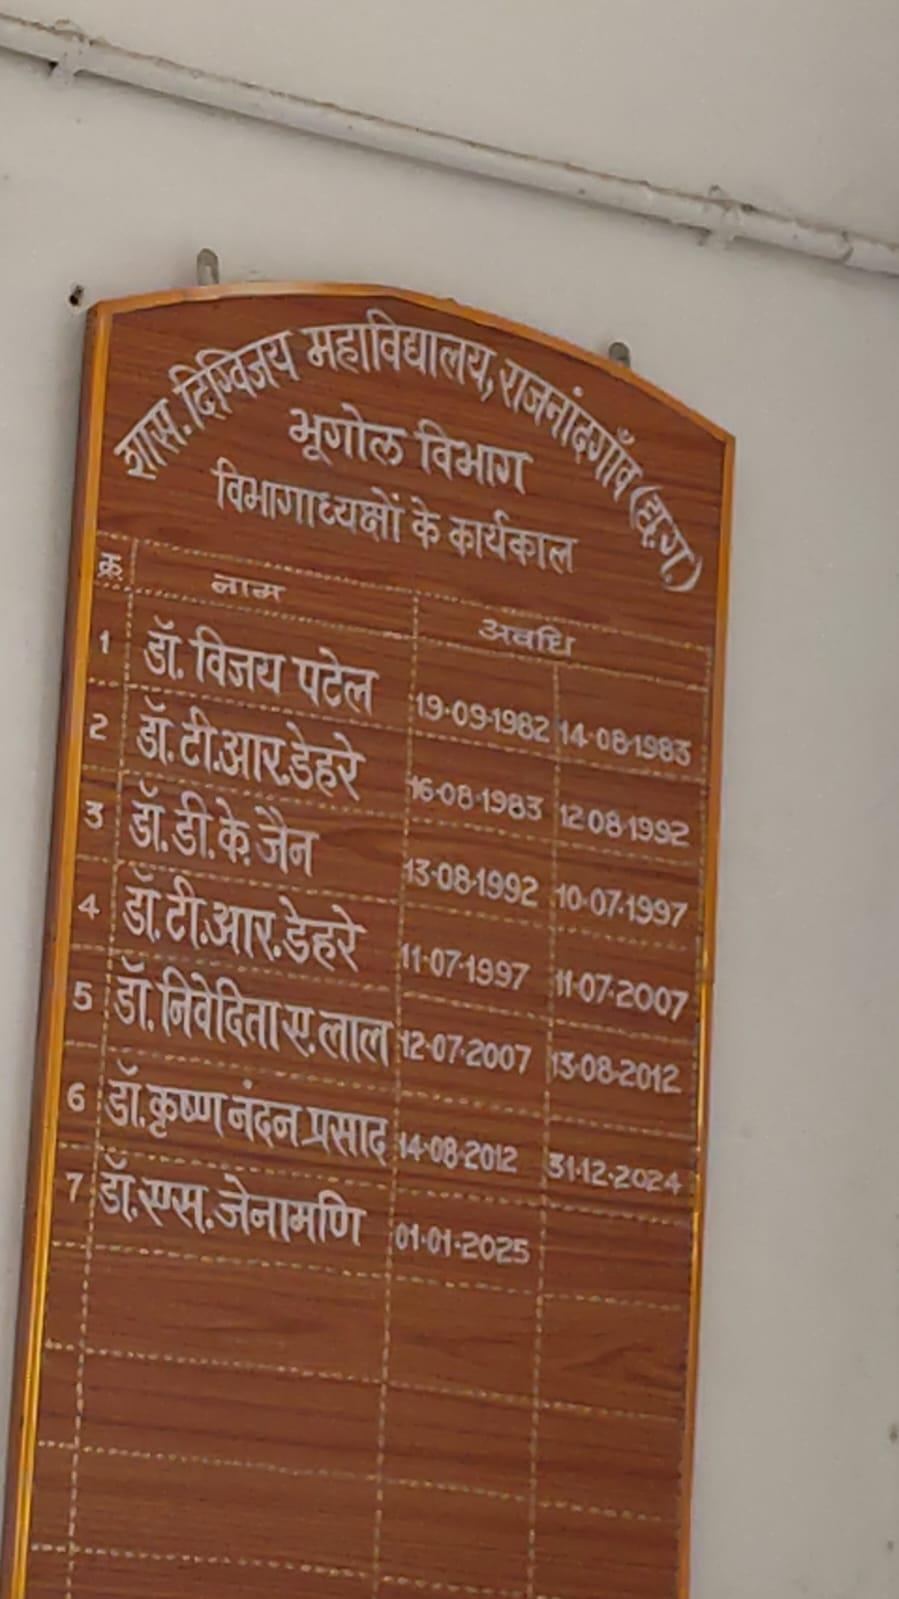 शास. दिग्विजय महाविद्यालय, राजनांदगाँव (छ.ग.)
भूगोल विभाग
विभागाध्यक्षों के कार्यकाल
क्र. नाम अवधि
1 डॉ. विजय पटेल 19-09-1982 14-08-1983
2 डॉ. टी.आर. डेहरे 16-08-1983 12-08-1992
3 डॉ. डी.के. जैन 13-08-1992 10-07-1997
4 डॉ. टी.आर. डेहरे 11-07-1997 11-07-2007
5 डॉ. निवेदिता ए. लाल 12-07-2007 13-08-2012
6 डॉ. कृष्ण नंदन प्रसाद 14-08-2012 31-12-2024
7 डॉ. एस. जेनामणि 01-01-2025